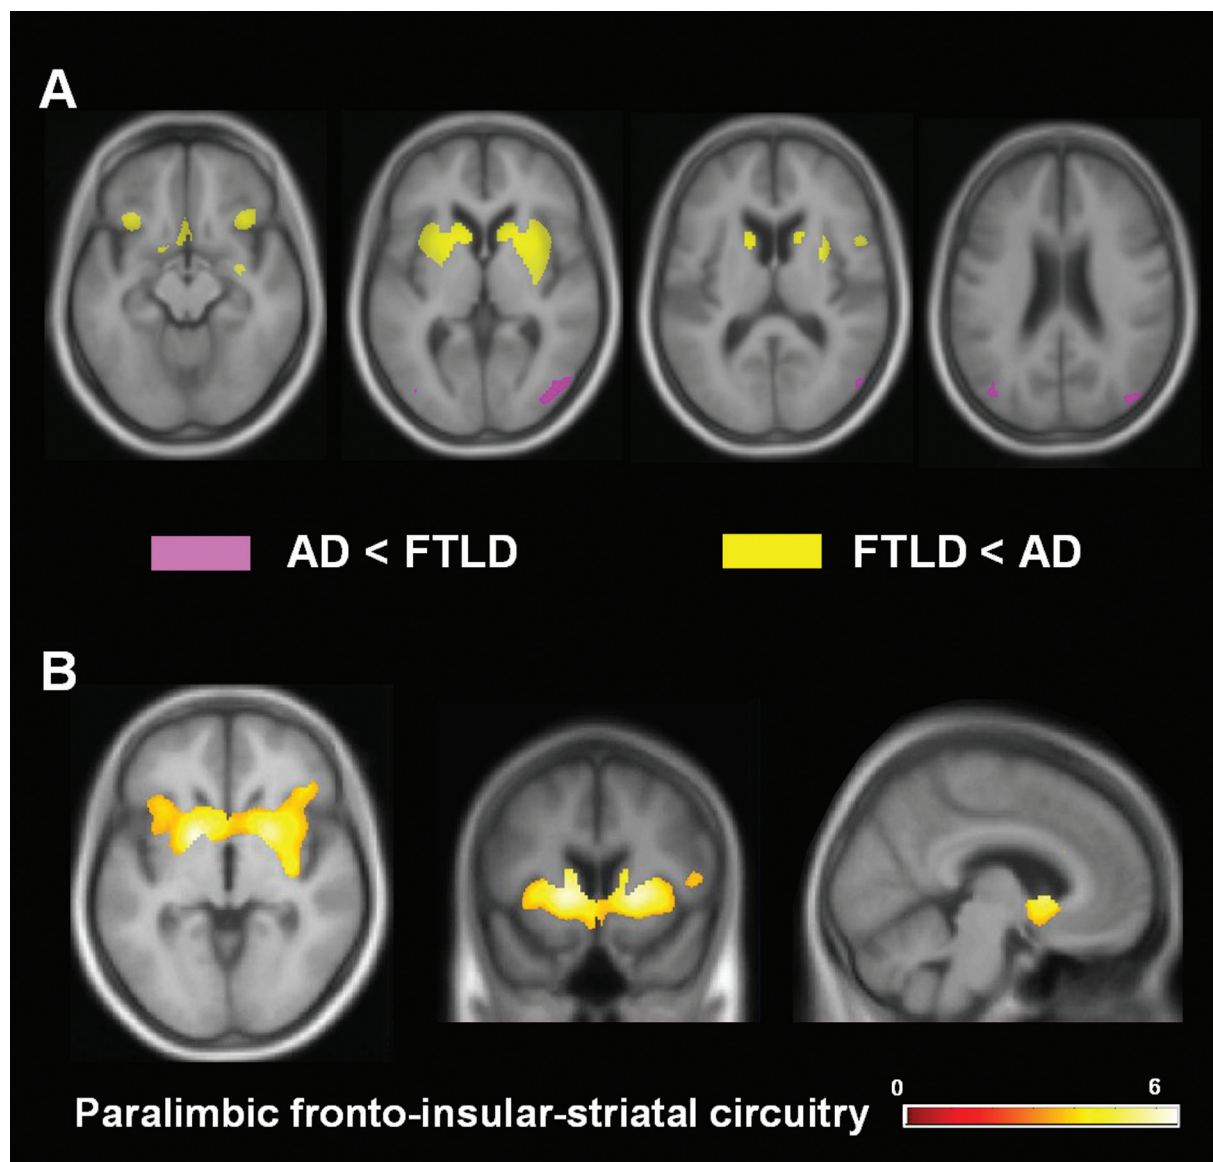 A
AD < FTLD
FTLD < AD
B
Paralimbic fronto-insular-striatal circuitry
0
6